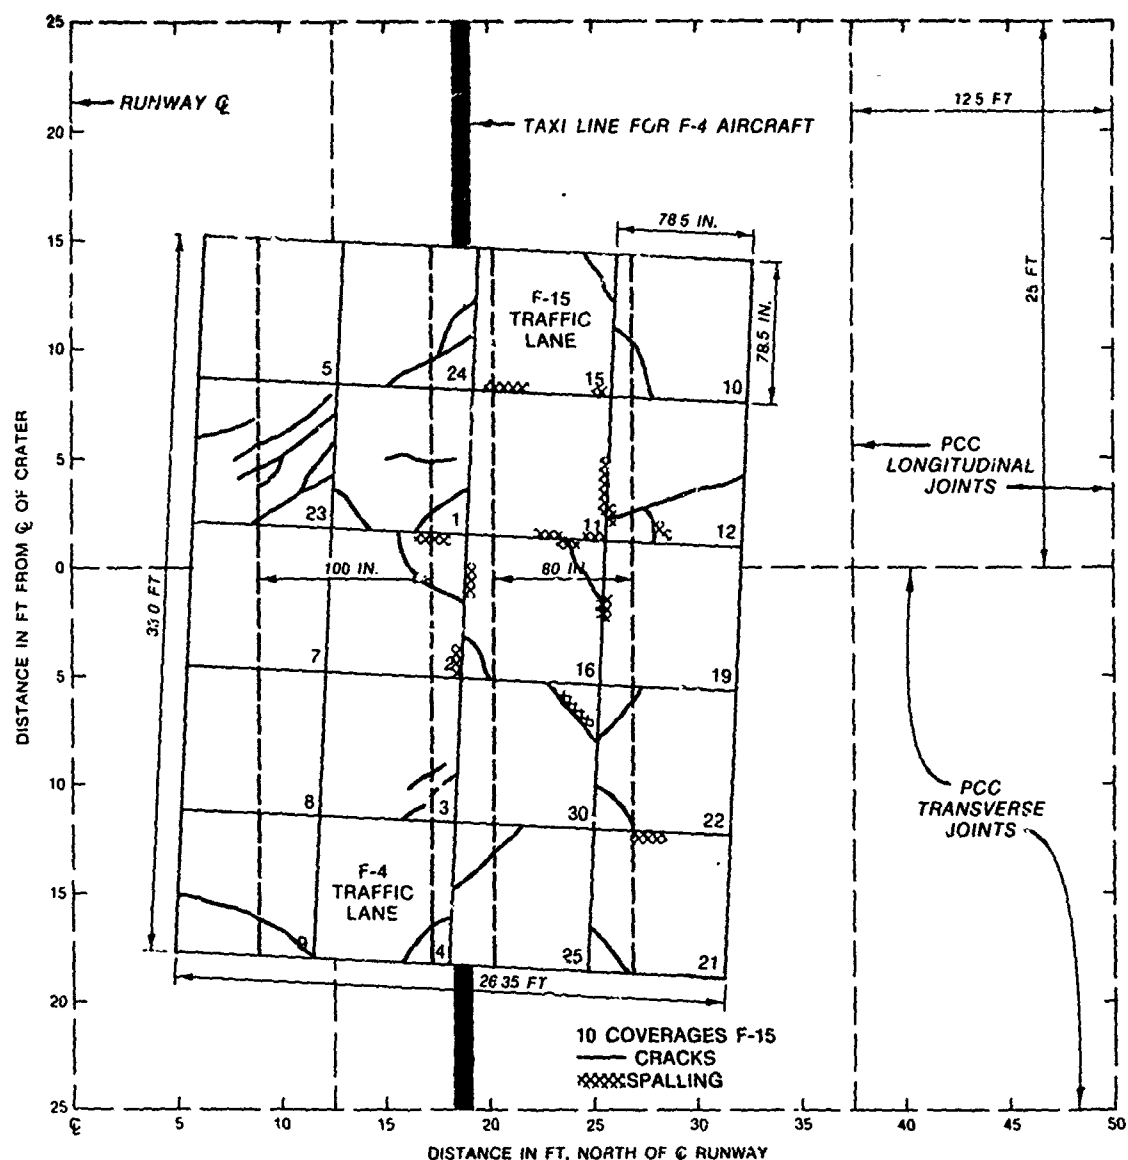 25
RUNWAY ℄
TAXI LINE FOR F-4 AIRCRAFT
12.5 FT
20
15
78.5 IN.
25 FT
F-15
TRAFFIC
LANE
78.5 IN.
10
5
24
15
10
DISTANCE IN FT FROM ℄ OF CRATER
5
PCC
LONGITUDINAL
JOINTS
23
1
11
12
0
100 IN.
80 IN.
33.0 FT
7
2
16
19
5
10
8
3
30
22
PCC
TRANSVERSE
JOINTS
F-4
TRAFFIC
LANE
15
9
4
25
21
26.35 FT
20
10 COVERAGES F-15
CRACKS
SPALLING
25
℄ 5 10 15 20 25 30 35 40 45 50
DISTANCE IN FT, NORTH OF ℄ RUNWAY